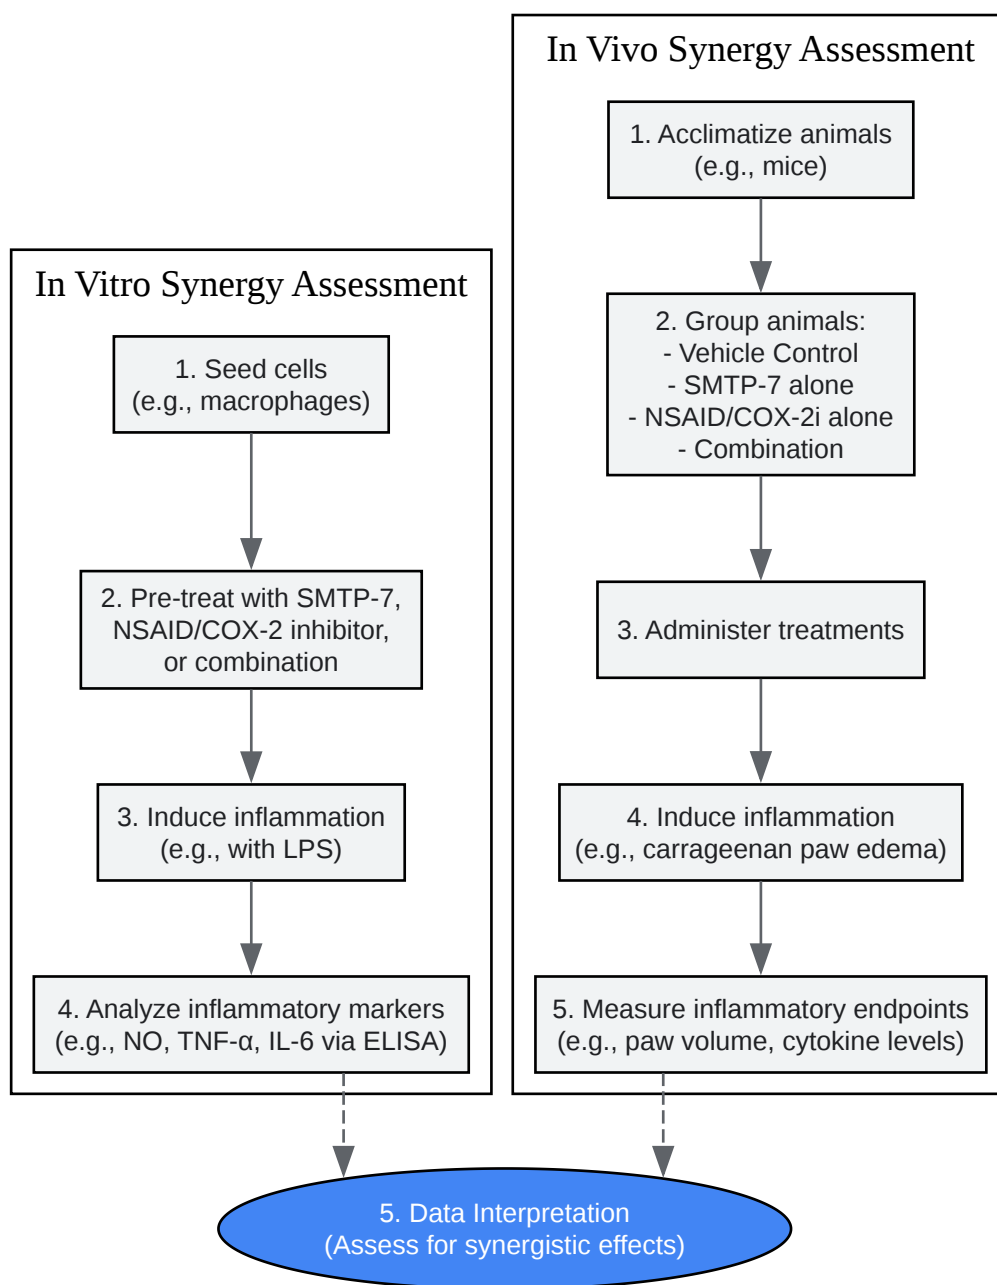 In Vitro Synergy Assessment
1. Seed cells
(e.g., macrophages)
2. Pre-treat with SMTP-7,
NSAID/COX-2 inhibitor,
or combination
3. Induce inflammation
(e.g., with LPS)
4. Analyze inflammatory markers
(e.g., NO, TNF-α, IL-6 via ELISA)
In Vivo Synergy Assessment
1. Acclimatize animals
(e.g., mice)
2. Group animals:
- Vehicle Control
- SMTP-7 alone
- NSAID/COX-2i alone
- Combination
3. Administer treatments
4. Induce inflammation
(e.g., carrageenan paw edema)
5. Measure inflammatory endpoints
(e.g., paw volume, cytokine levels)
5. Data Interpretation
(Assess for synergistic effects)